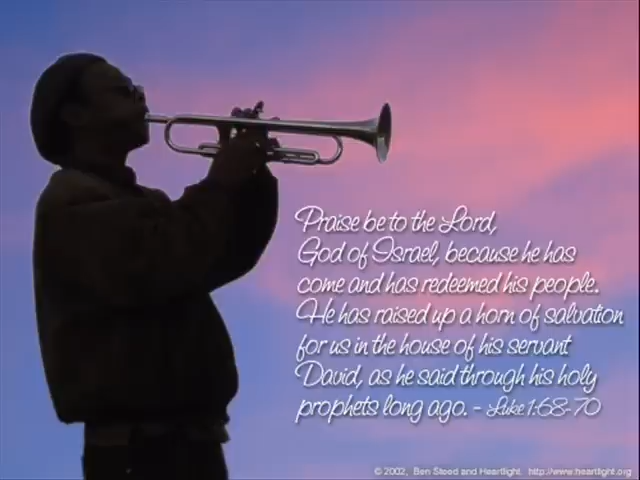 Praise be to the Lord,
God of Israel, because he has
come and has redeemed his people.
He has raised up a horn of salvation
for us in the house of his servant
David, as he said through his holy
prophets long ago. - Luke 1:68-70
© 2002, Ben Steed and Heartlight. http://www.heartlight.org